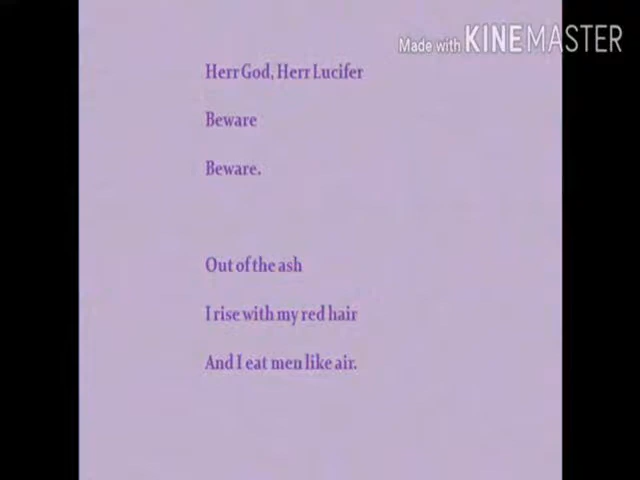 Made with KINEMASTER
Herr God, Herr Lucifer
Beware
Beware.
Out of the ash
I rise with my red hair
And I eat men like air.